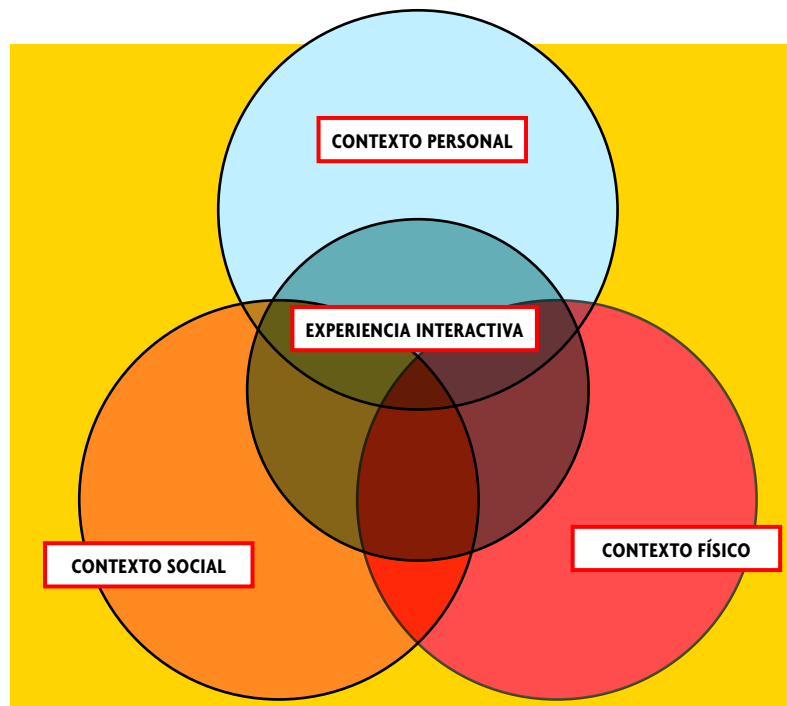 CONTEXTO PERSONAL
EXPERIENCIA INTERACTIVA
CONTEXTO SOCIAL
CONTEXTO FÍSICO